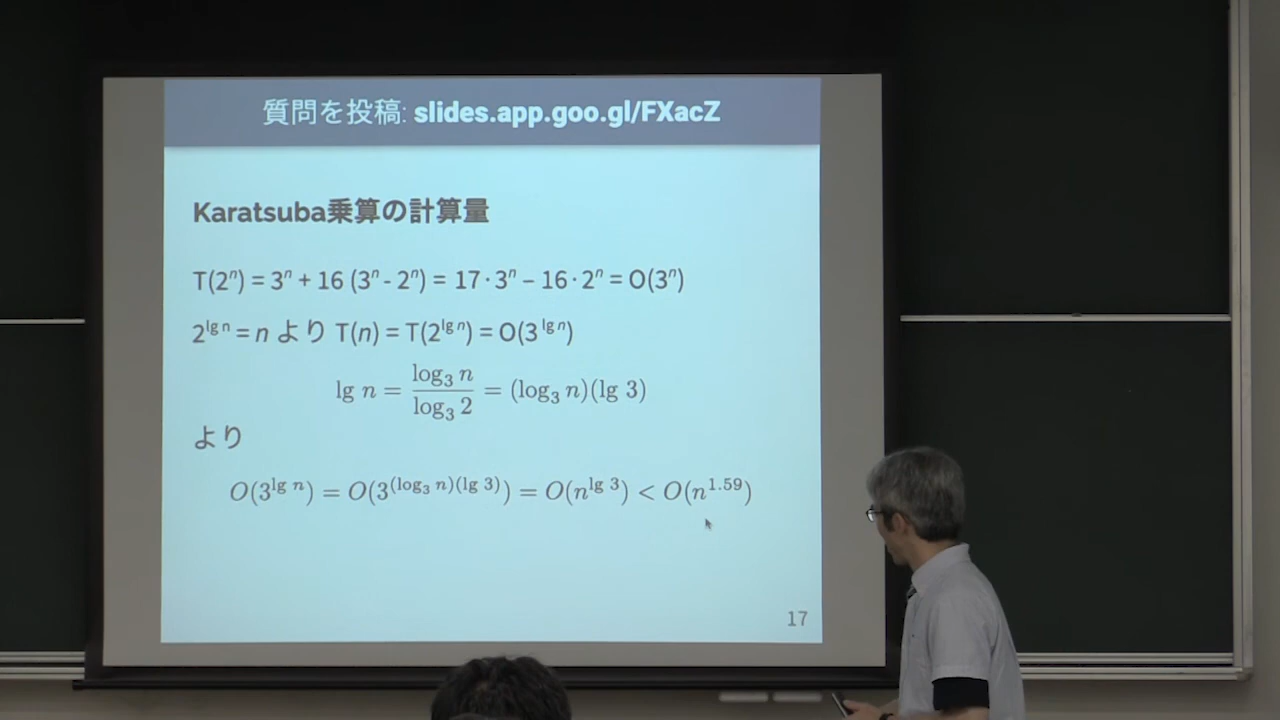 質問を投稿: slides.app.goo.gl/FXacZ
Karatsuba乗算の計算量
T(2ⁿ) = 3ⁿ + 16 (3ⁿ - 2ⁿ) = 17·3ⁿ – 16·2ⁿ = O(3ⁿ)
2^{lg n} = n より T(n) = T(2^{lg n}) = O(3^{lg n})
lg n = \frac{log₃ n}{log₃ 2} = (log₃ n)(lg 3)
より
O(3^{lg n}) = O(3^{(log₃ n)(lg 3)}) = O(n^{lg 3}) < O(n^{1.59})
17